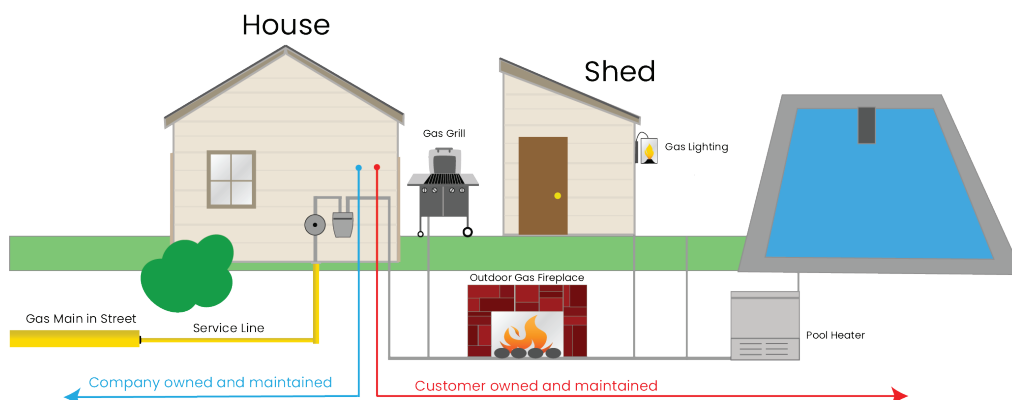 House
Shed
Gas Grill
Gas Lighting
Outdoor Gas Fireplace
Gas Main in Street
Service Line
Pool Heater
Company owned and maintained
Customer owned and maintained